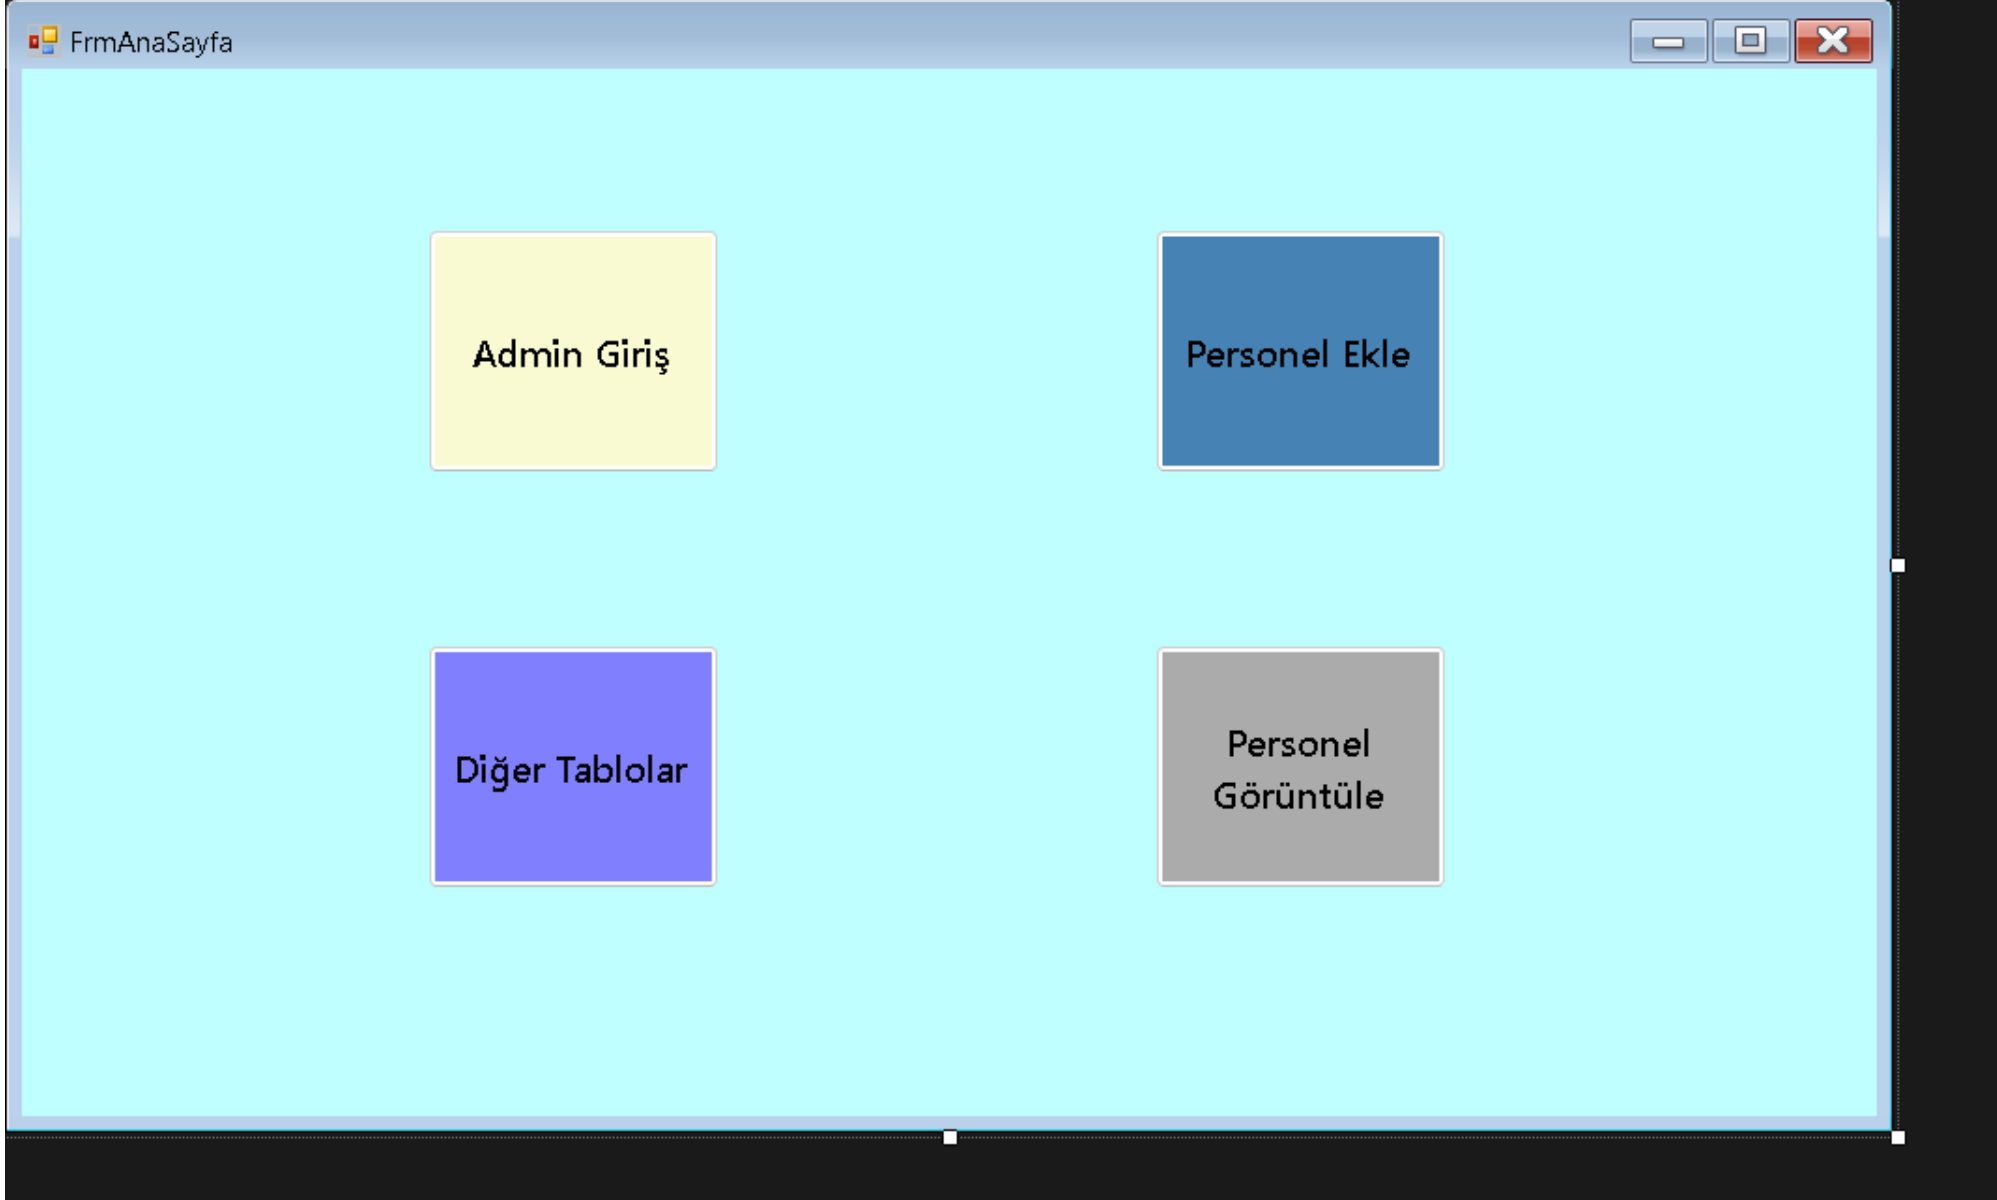 FrmAnaSayfa
Admin Giriş
Personel Ekle
Diğer Tablolar
Personel
Görüntüle